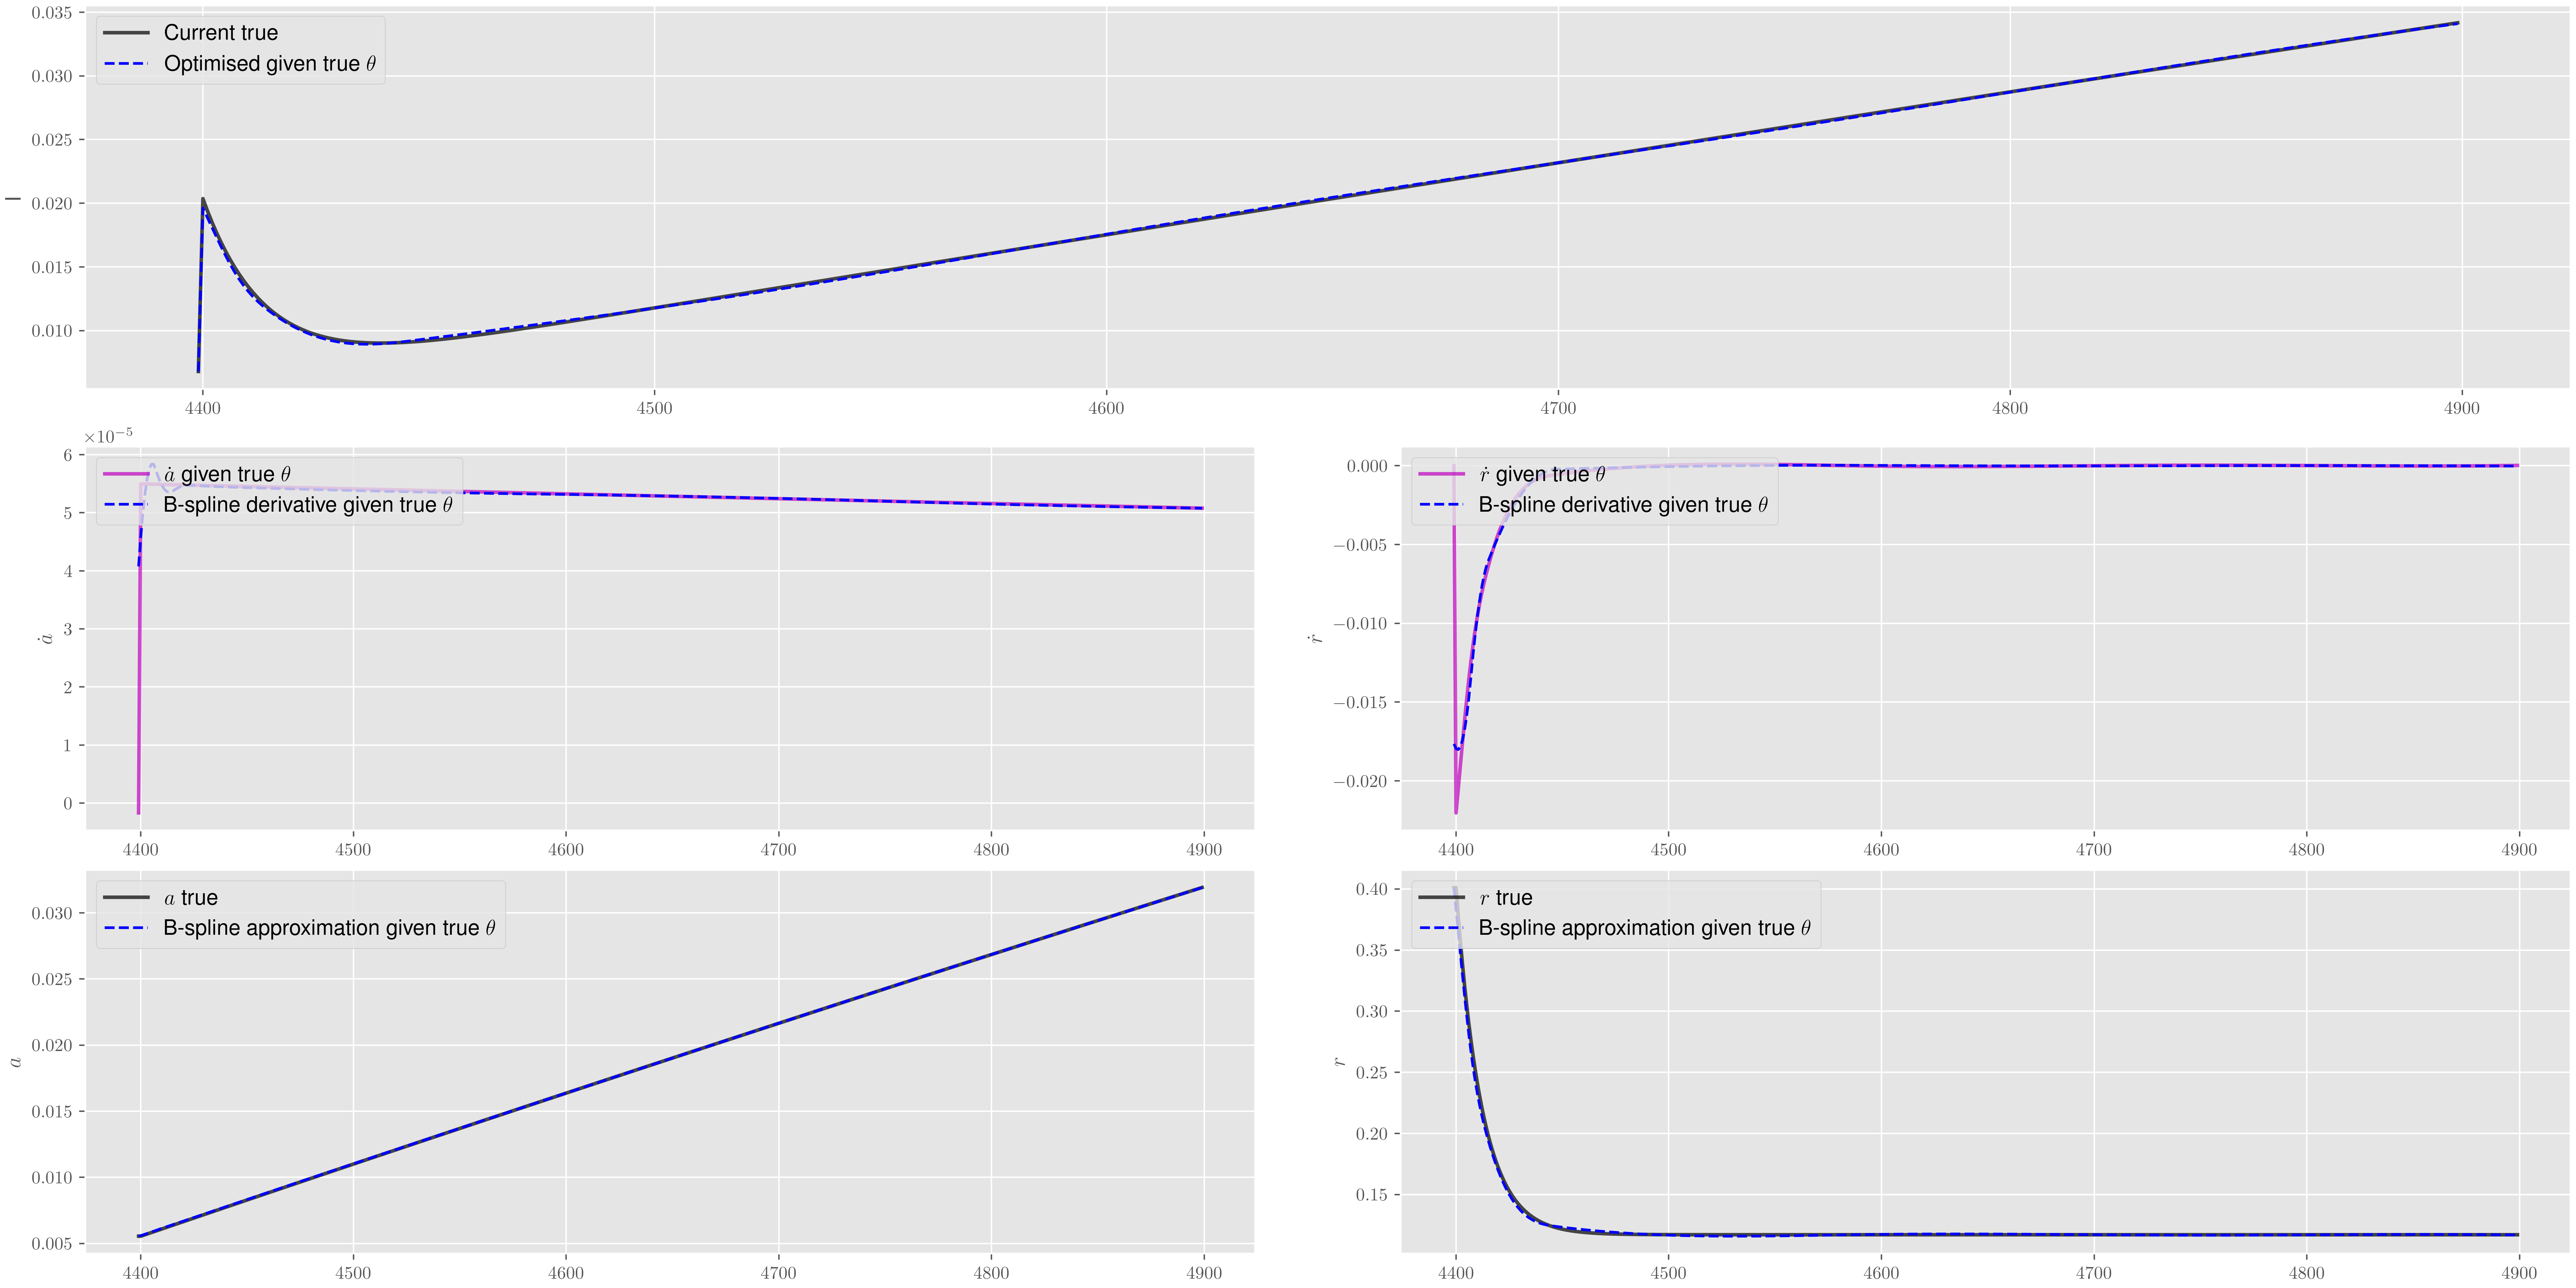 Current true
Optimised given true θ
0.035
0.030
0.025
0.020
0.015
0.010
I
4400 4500 4600 4700 4800 4900
×10⁻⁵
ȧ given true θ
B-spline derivative given true θ
6
5
4
3
2
1
0
ȧ
4400 4500 4600 4700 4800 4900
ṙ given true θ
B-spline derivative given true θ
0.000
−0.005
−0.010
−0.015
−0.020
ṙ
4400 4500 4600 4700 4800 4900
a true
B-spline approximation given true θ
0.030
0.025
0.020
0.015
0.010
0.005
a
4400 4500 4600 4700 4800 4900
r true
B-spline approximation given true θ
0.40
0.35
0.30
0.25
0.20
0.15
r
4400 4500 4600 4700 4800 4900